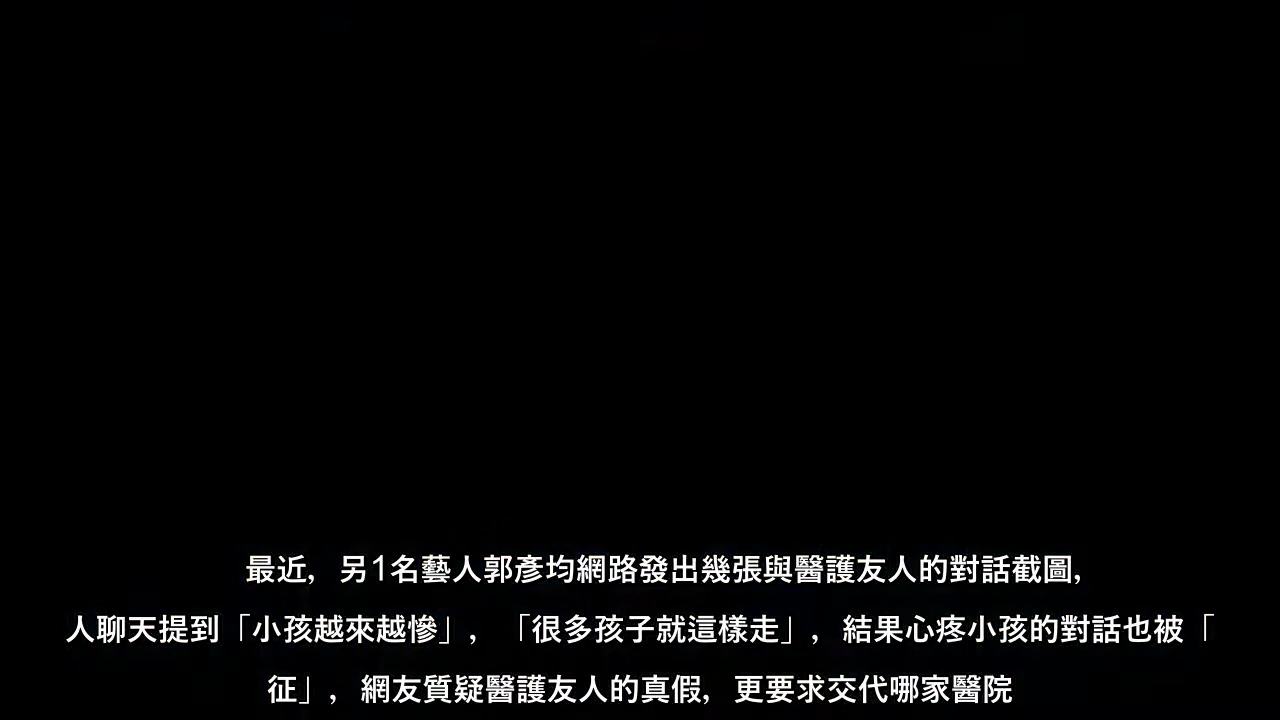 最近，另1名藝人郭彥均網路發出幾張與醫護友人的對話截圖，
人聊天提到「小孩越來越慘」，「很多孩子就這樣走」，結果心疼小孩的對話也被「
征」，網友質疑醫護友人的真假，更要求交代哪家醫院